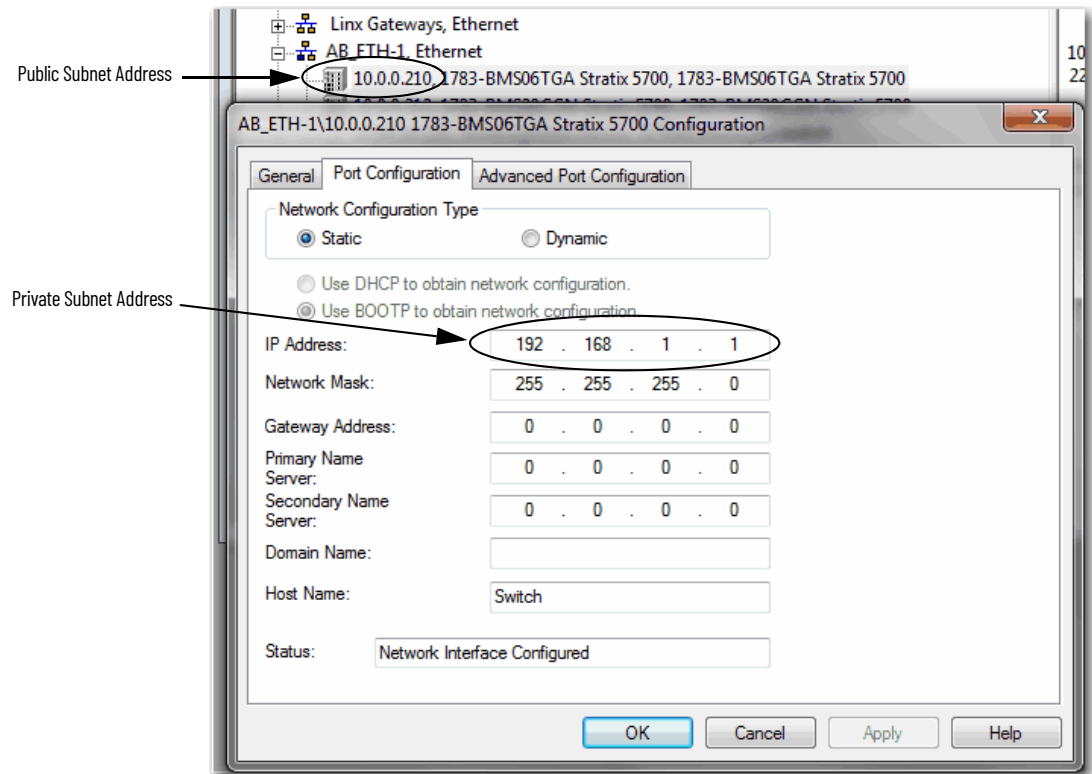 Linx Gateways, Ethernet
AB_ETH-1, Ethernet
10
Public Subnet Address
10.0.0.210, 1783-BMS06TGA Stratix 5700, 1783-BMS06TGA Stratix 5700
22
AB_ETH-1\10.0.0.210 1783-BMS06TGA Stratix 5700 Configuration
General Port Configuration Advanced Port Configuration
Network Configuration Type
Static Dynamic
Use DHCP to obtain network configuration.
Private Subnet Address
Use BOOTP to obtain network configuration.
IP Address: 192 . 168 . 1 . 1
Network Mask: 255 . 255 . 255 . 0
Gateway Address: 0 . 0 . 0 . 0
Primary Name
Server: 0 . 0 . 0 . 0
Secondary Name
Server: 0 . 0 . 0 . 0
Domain Name:
Host Name: Switch
Status: Network Interface Configured
OK Cancel Apply Help